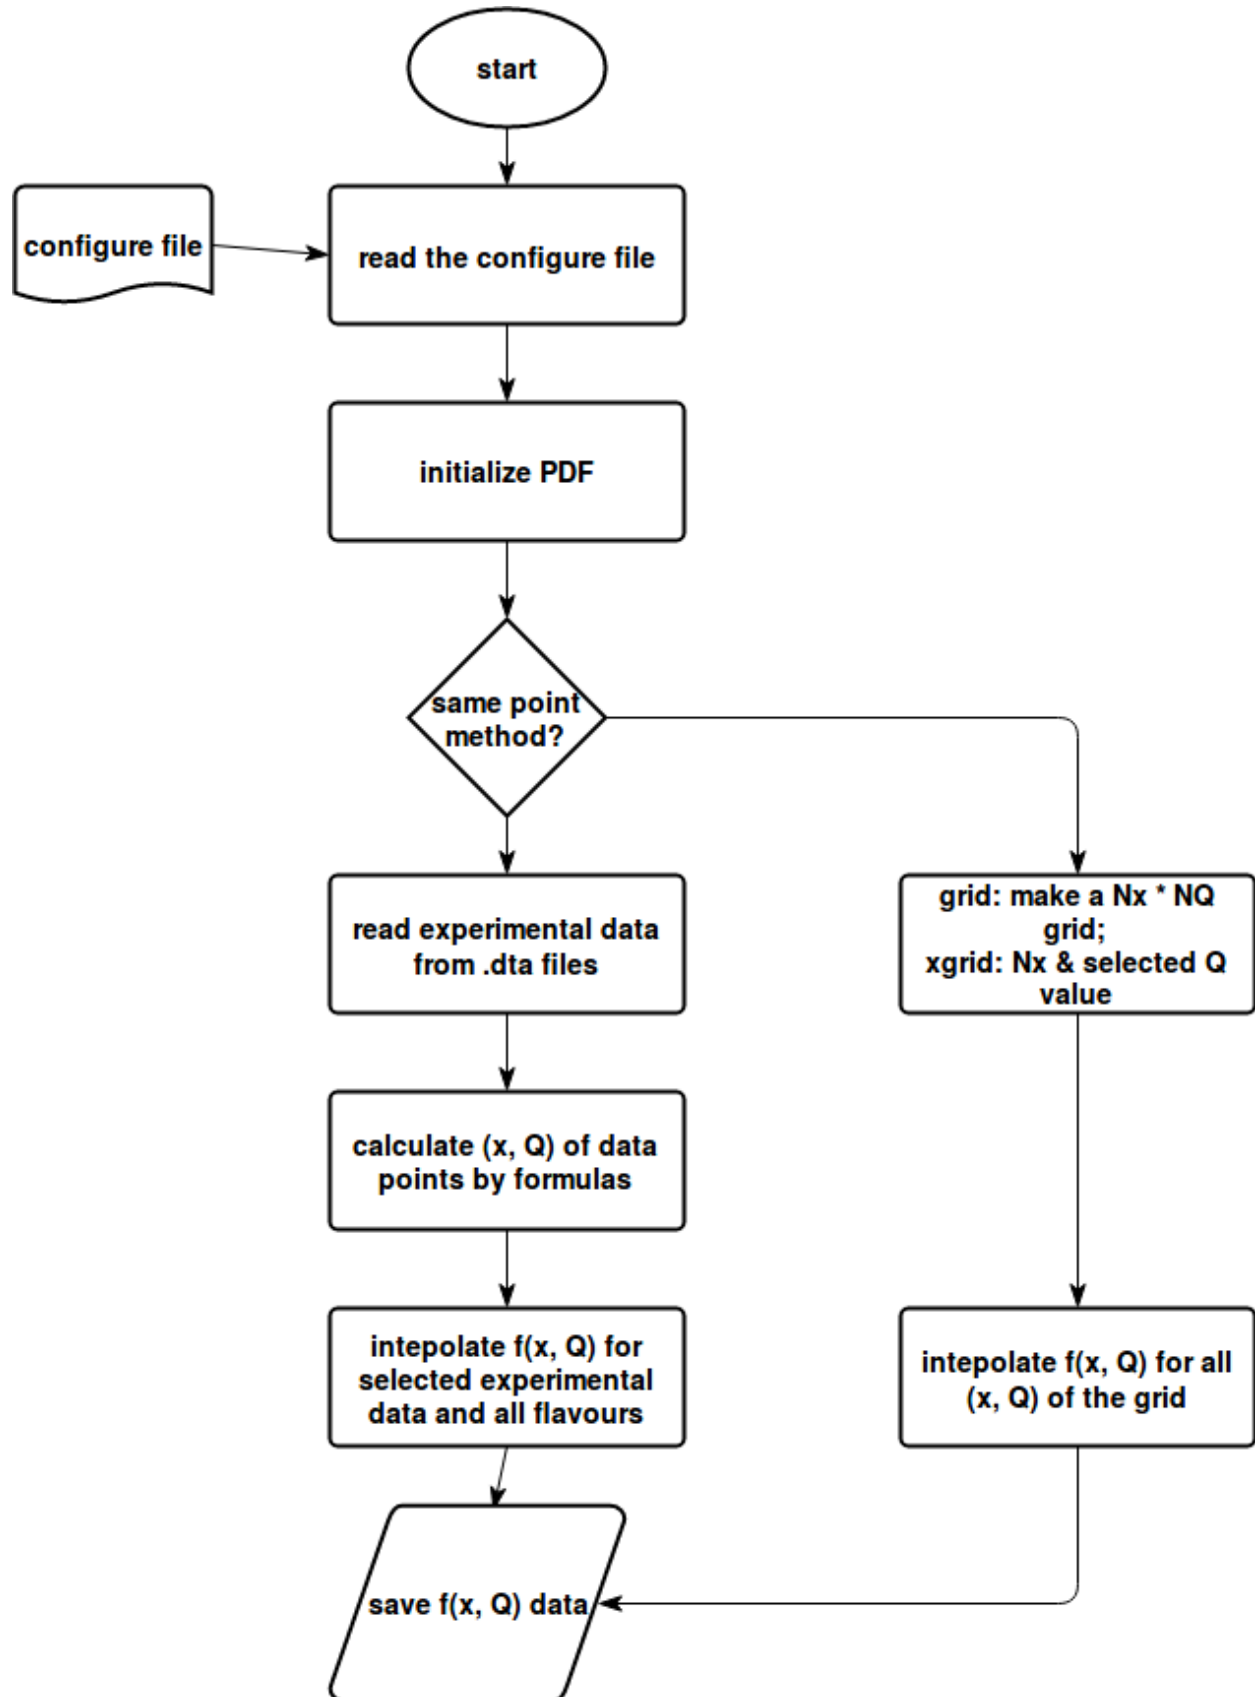 start
configure file
read the configure file
initialize PDF
same point
method?
read experimental data
from .dta files
grid: make a Nx * NQ
grid;
xgrid: Nx & selected Q
value
calculate (x, Q) of data
points by formulas
intepolate f(x, Q) for
selected experimental
data and all flavours
intepolate f(x, Q) for all
(x, Q) of the grid
save f(x, Q) data